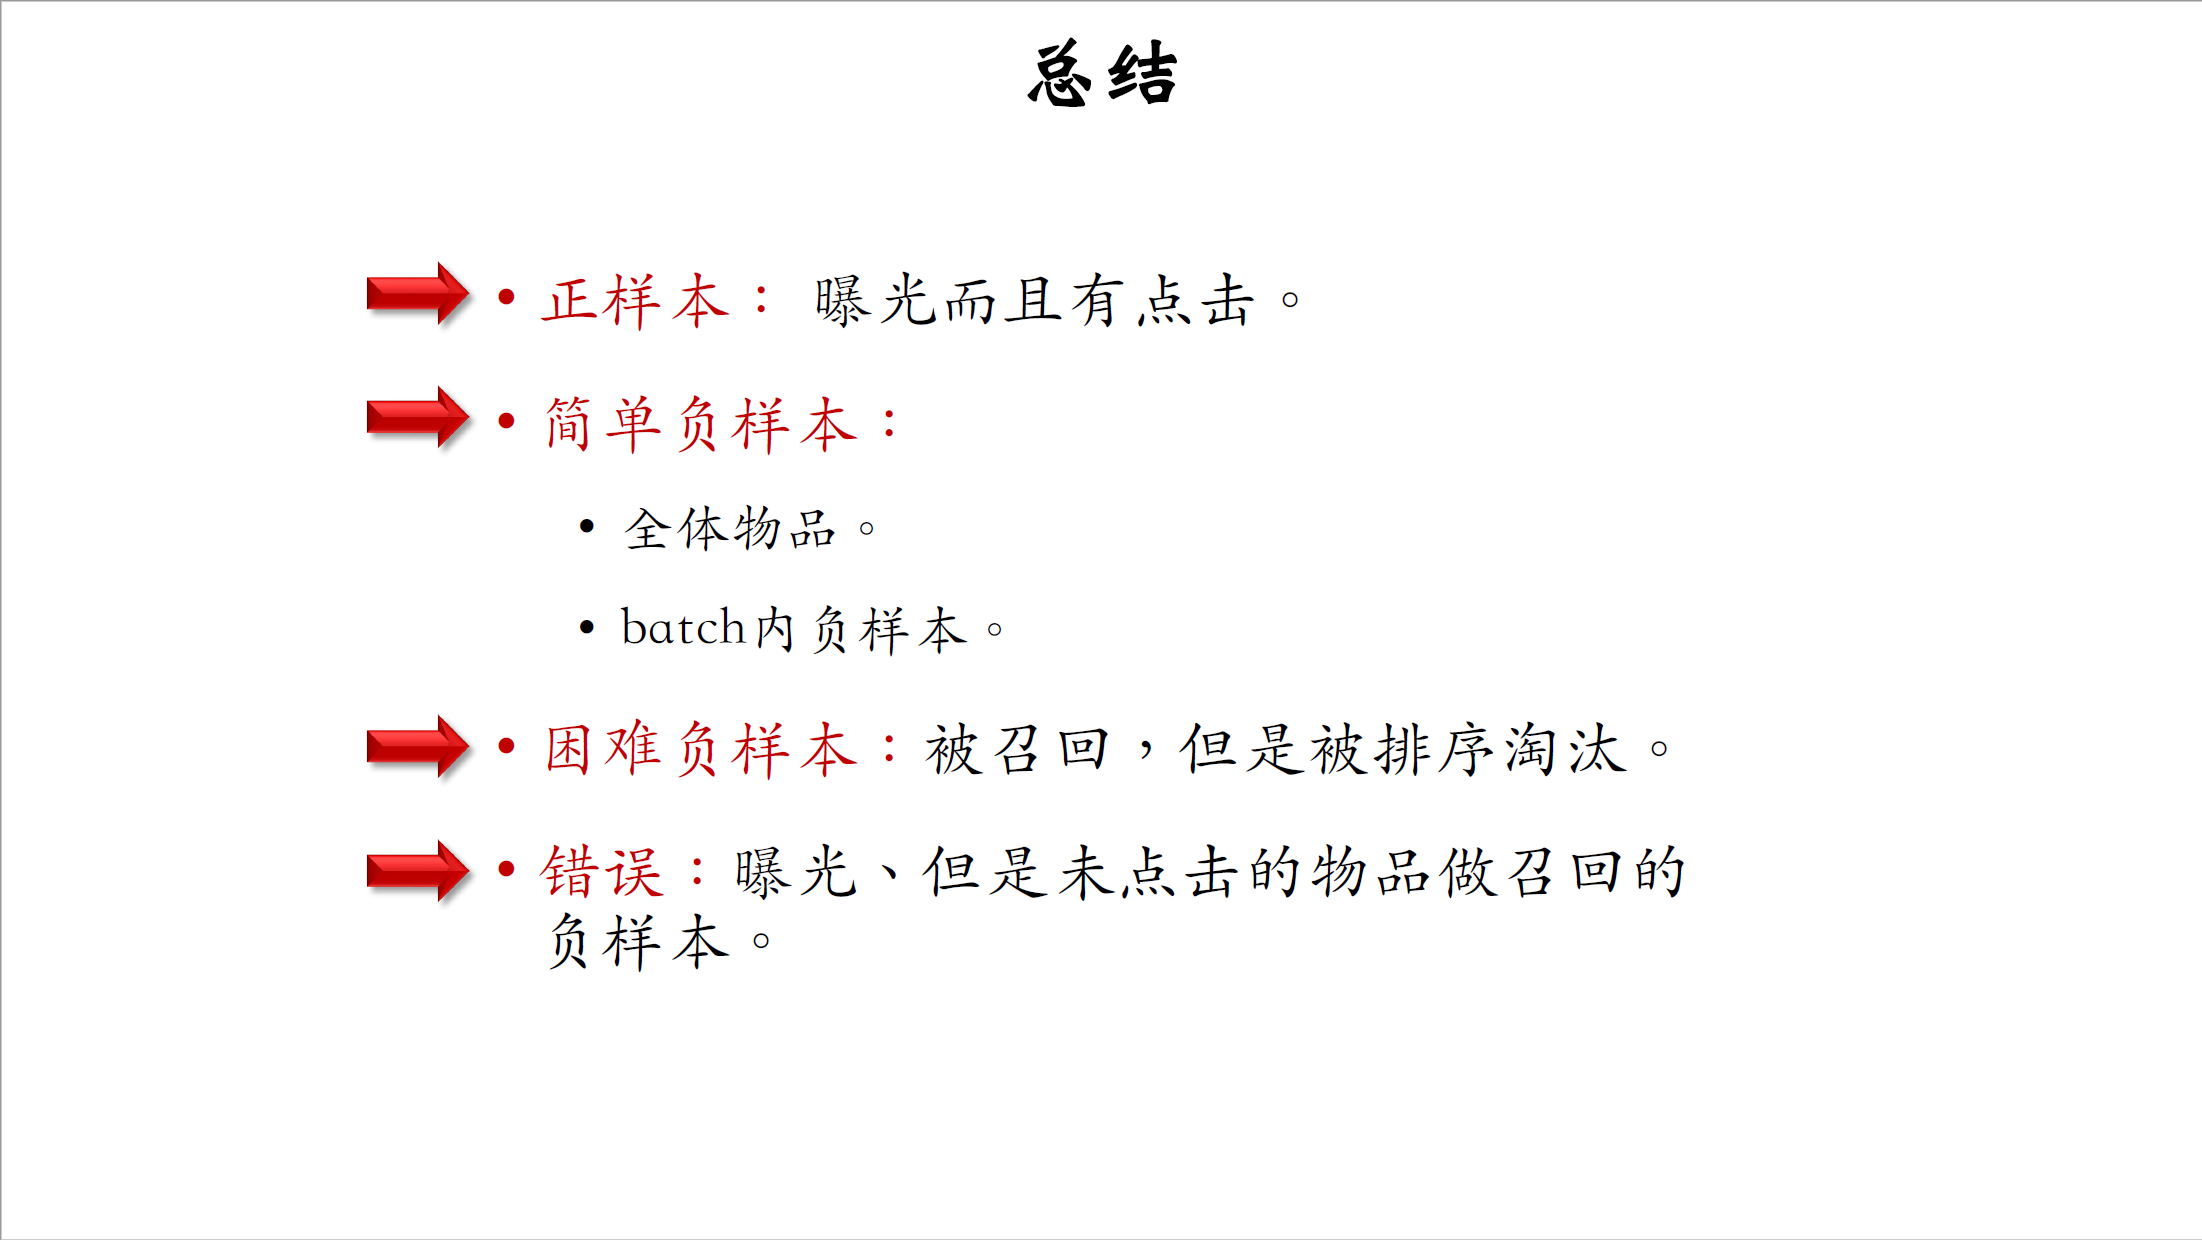 总结
• 正样本： 曝光而且有点击。
• 简单负样本：
• 全体物品。
• batch内负样本。
• 困难负样本：被召回，但是被排序淘汰。
• 错误：曝光、但是未点击的物品做召回的
负样本。